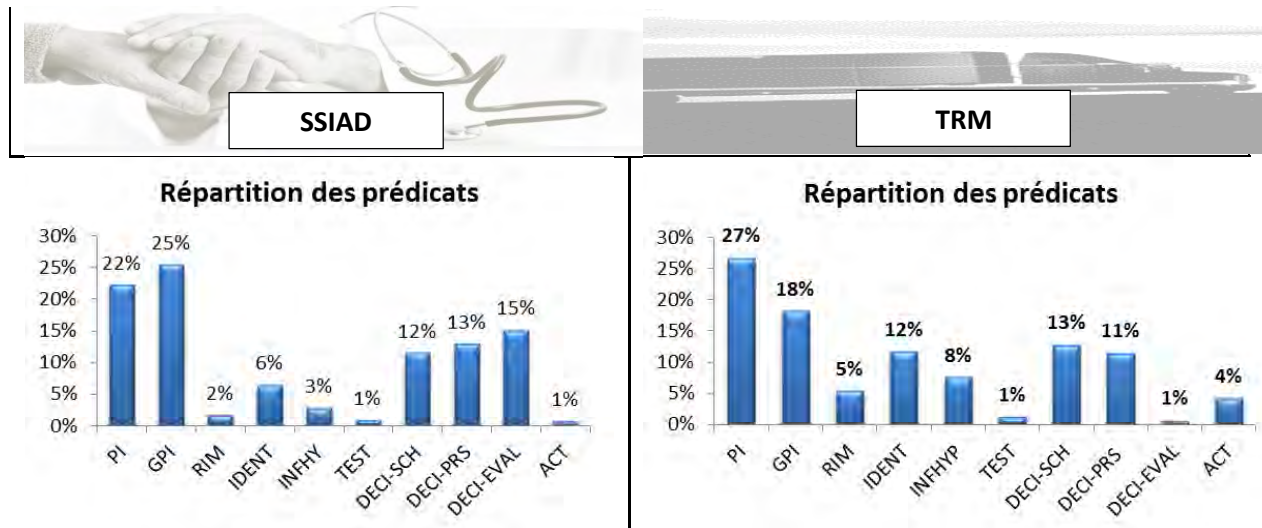 SSIAD
TRM
Répartition des prédicats
30%
25%
20%
15%
10%
5%
0%
22%
25%
2%
6%
3%
1%
12%
13%
15%
1%
PI
GPI
RIM
IDENT
INFHY
TEST
DECI-SCH
DECI-PRS
DECI-EVAL
ACT
Répartition des prédicats
30%
25%
20%
15%
10%
5%
0%
27%
18%
5%
12%
8%
1%
13%
11%
1%
4%
PI
GPI
RIM
IDENT
INFHYP
TEST
DECI-SCH
DECI-PRS
DECI-EVAL
ACT